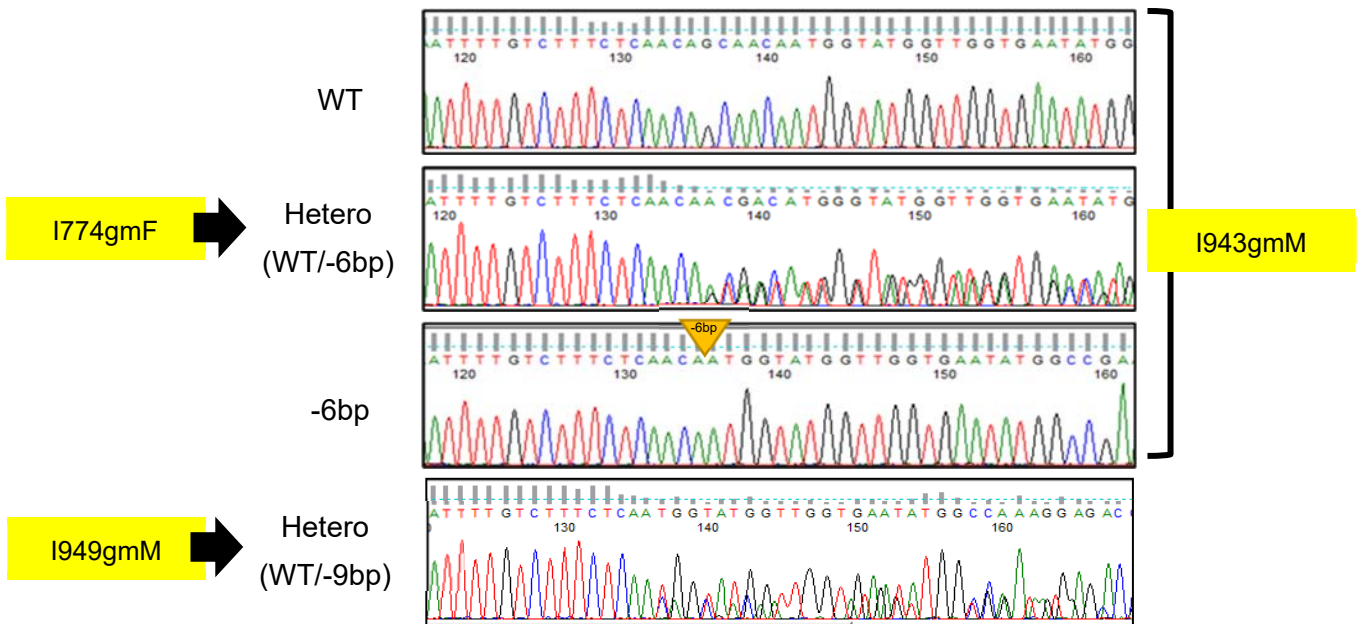 ATTTTGTCTTTCTCAACAGCAACAATGGTATGGTTGGTGAATATGG
120 130 140 150 160
WT
ATTTTGTCTTTCTCAACAACGACATGGGTATGGTTGGTGAATATG
120 130 140 160
I774gmF
Hetero
(WT/-6bp)
I943gmM
-6bp
ATTTTGTCTTTCTCAACAATGGTATGGTTGGTGAATATGGCCGA
120 130 140 150 160
-6bp
ATTTTGTCTTTCTCAATGGTATGGTTGGTGAATATGGCCAAAGGAGAC
130 140 150 160
I949gmM
Hetero
(WT/-9bp)